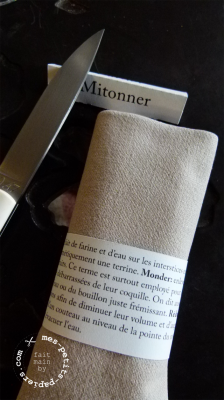 Mitonner
de farine et d'eau sur les interstices
une terrine. Monder:
Ce terme est surtout employé pour
débarrassées de leur coquille. On dit
ou du bouillon juste frémissant.
afin de diminuer leur volume et d'
couteau au niveau de la pointe du
l'eau.
x mes-petits-papiers.com x
fait
main
by